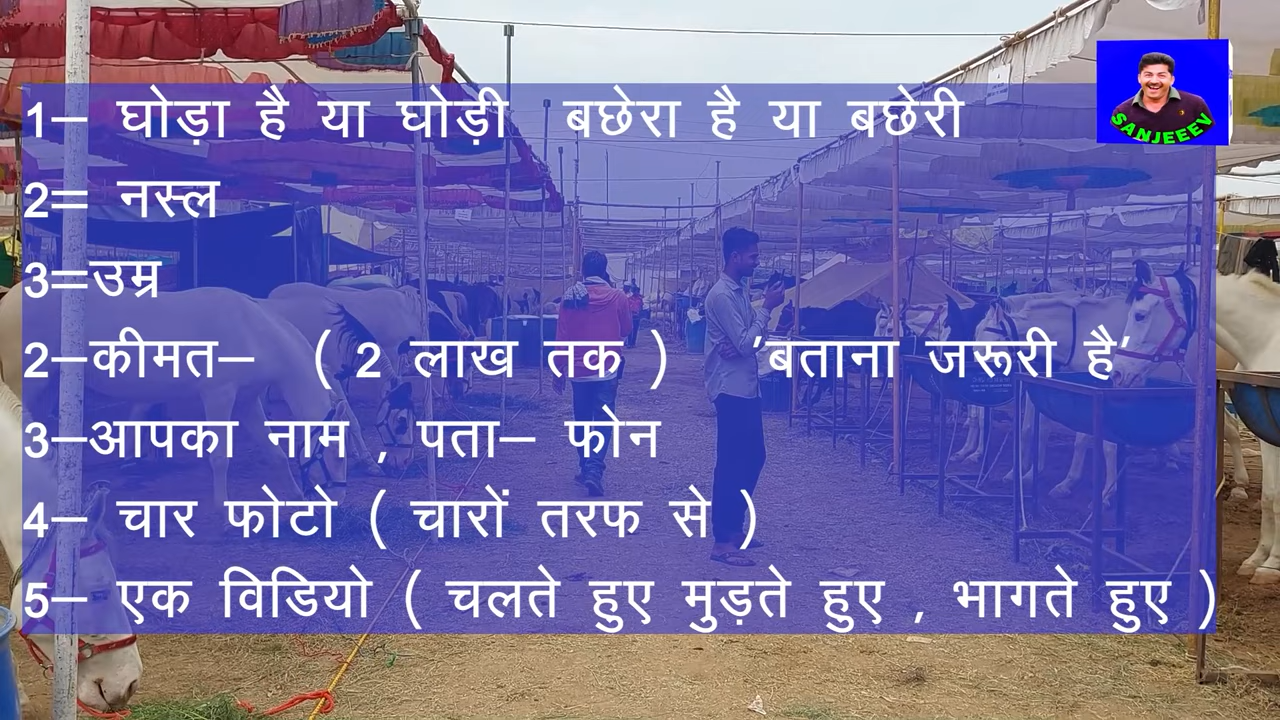 1– घोड़ा है या घोड़ी बछेरा है या बछेरी
SANJEEEV
2= नस्ल
3=उम्र
2–कीमत– ( 2 लाख तक ) 'बताना जरूरी है'
3–आपका नाम , पता– फोन
4– चार फोटो ( चारों तरफ से )
5– एक विडियो ( चलते हुए मुड़ते हुए , भागते हुए )